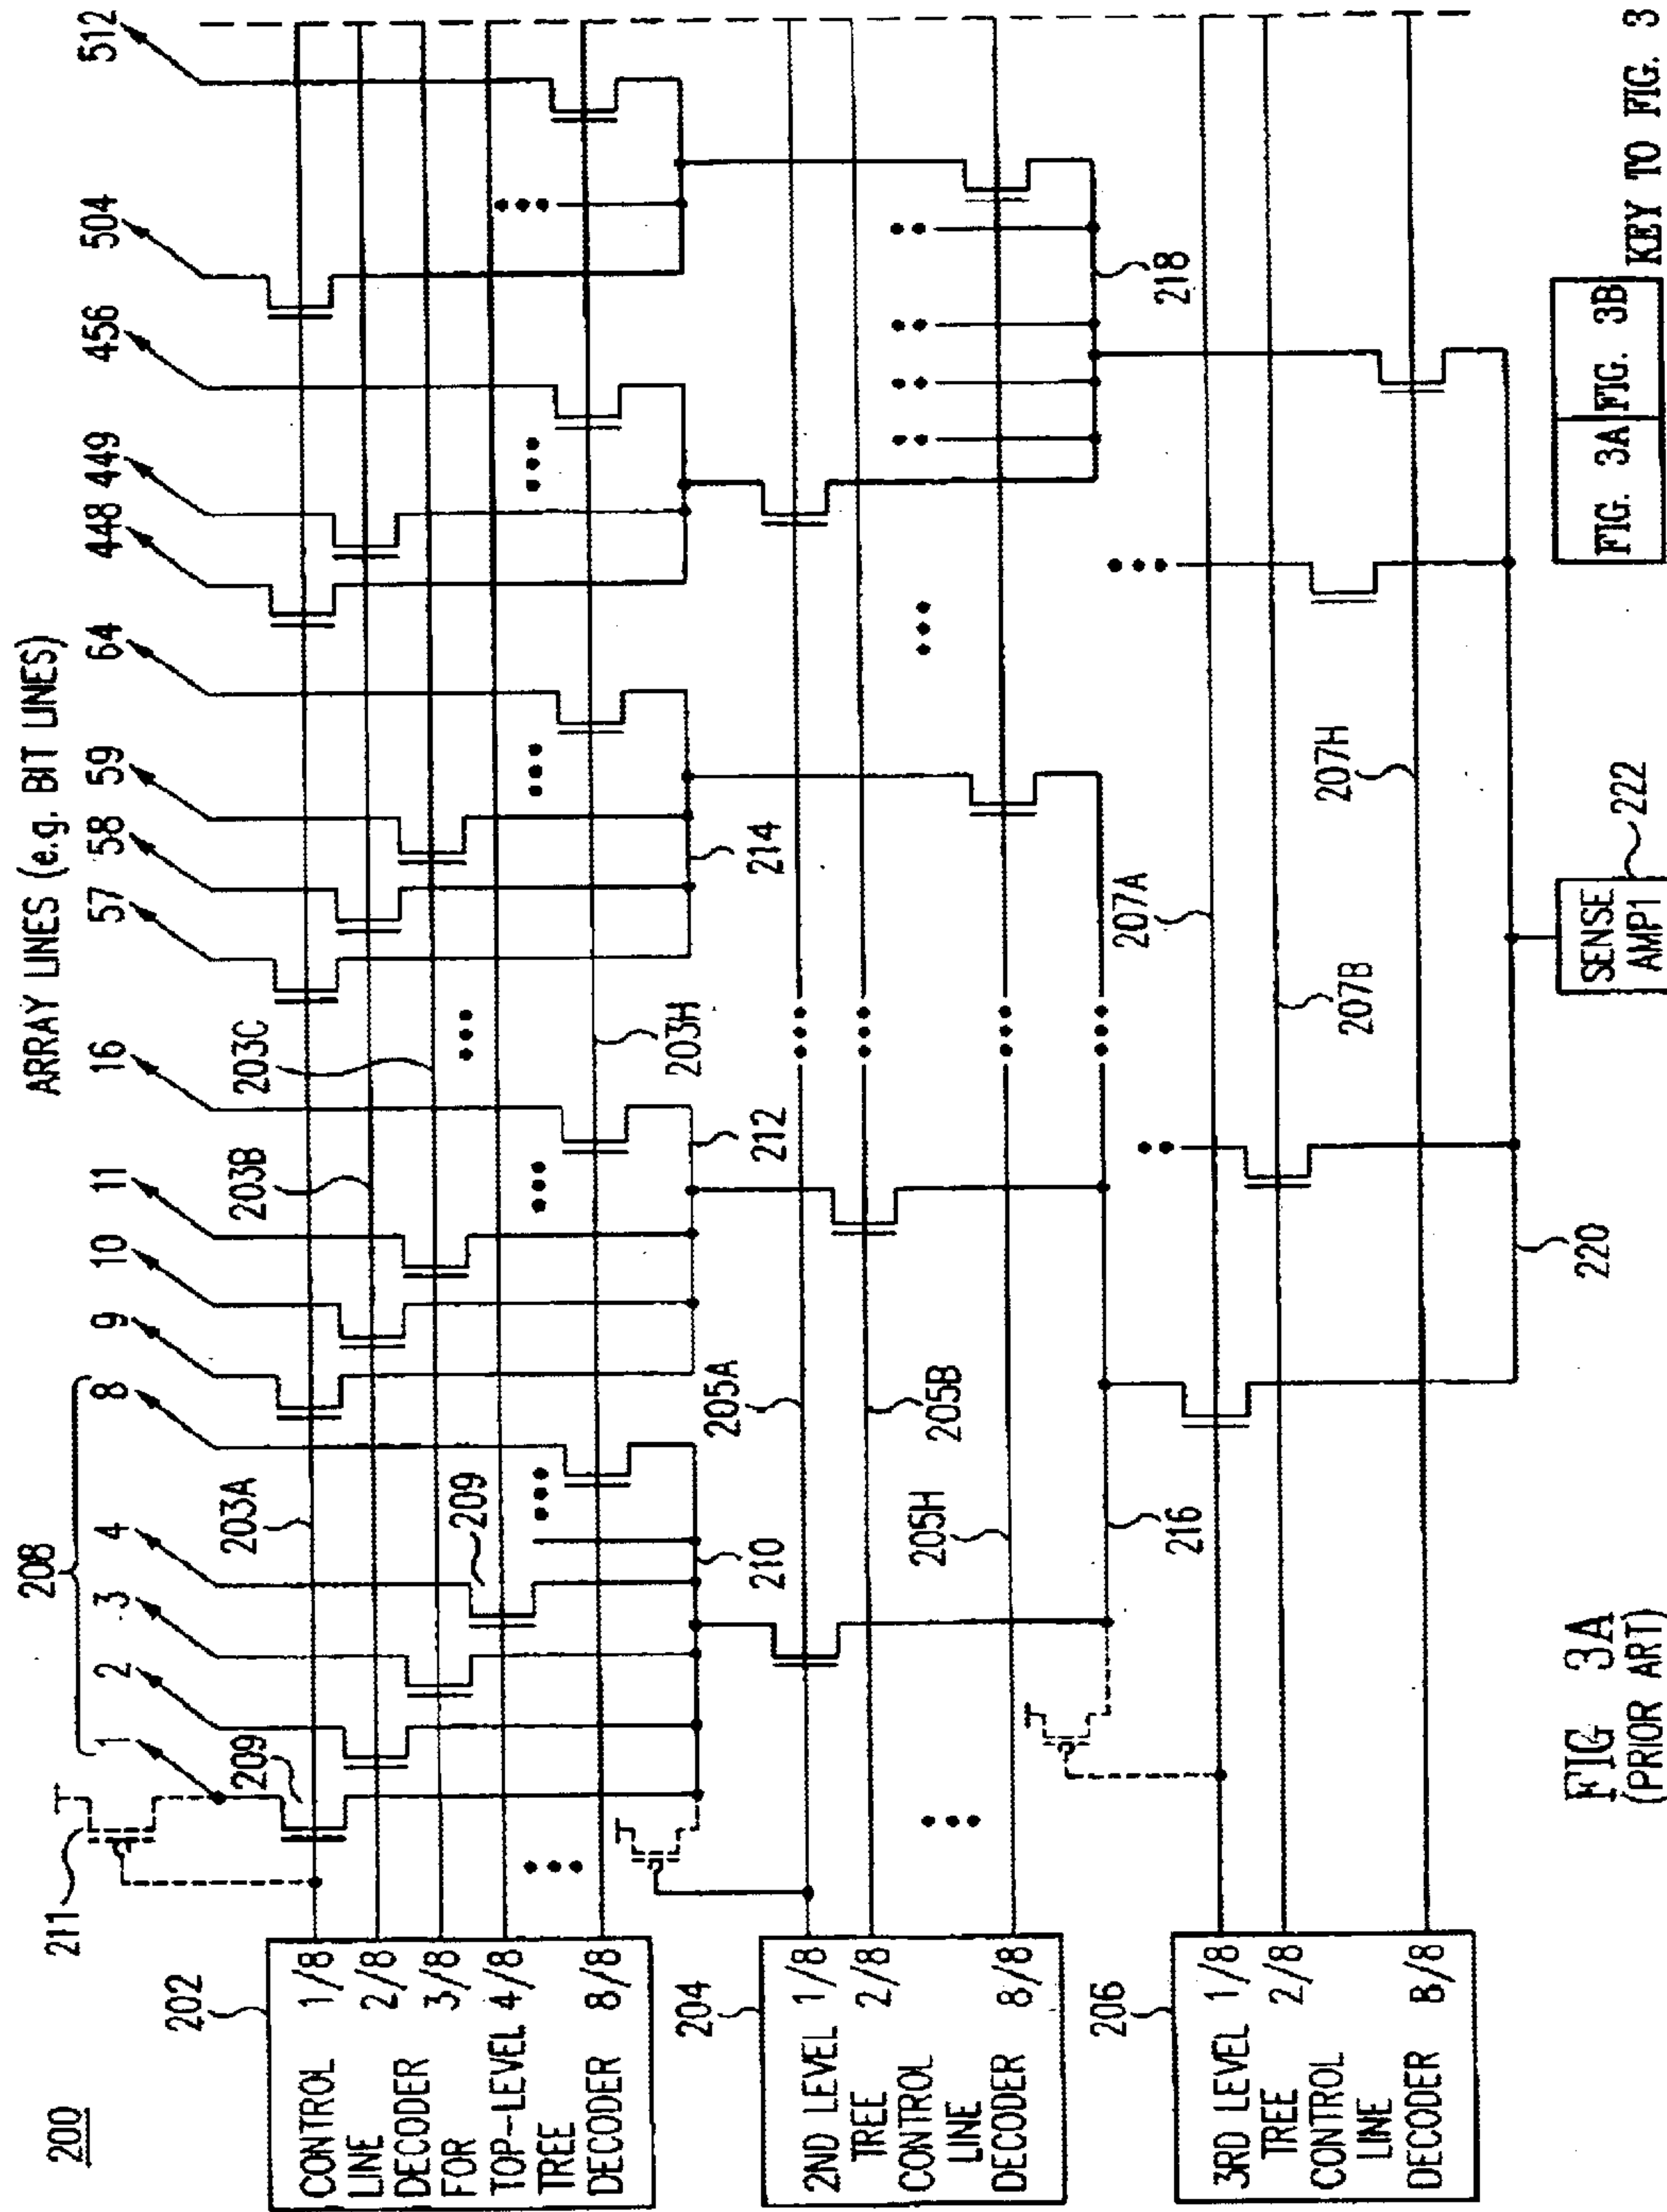 200
ARRAY LINES (e.g. BIT LINES)
208
1
2
3
4
8
9
10
11
16
57
58
59
64
448
449
456
504
512
211
209
203A
209
203B
203C
203H
202
CONTROL 1/8
LINE 2/8
DECODER 3/8
FOR
TOP-LEVEL 4/8
TREE
DECODER 8/8
210
212
214
204
2ND LEVEL 1/8
TREE 2/8
CONTROL
LINE
DECODER 8/8
205A
205B
205H
216
218
206
3RD LEVEL 1/8
TREE 2/8
CONTROL
LINE
DECODER 8/8
207A
207B
207H
220
SENSE
AMP1
222
FIG 3A
(PRIOR ART)
FIG. 3A
FIG. 3B
KEY TO FIG. 3